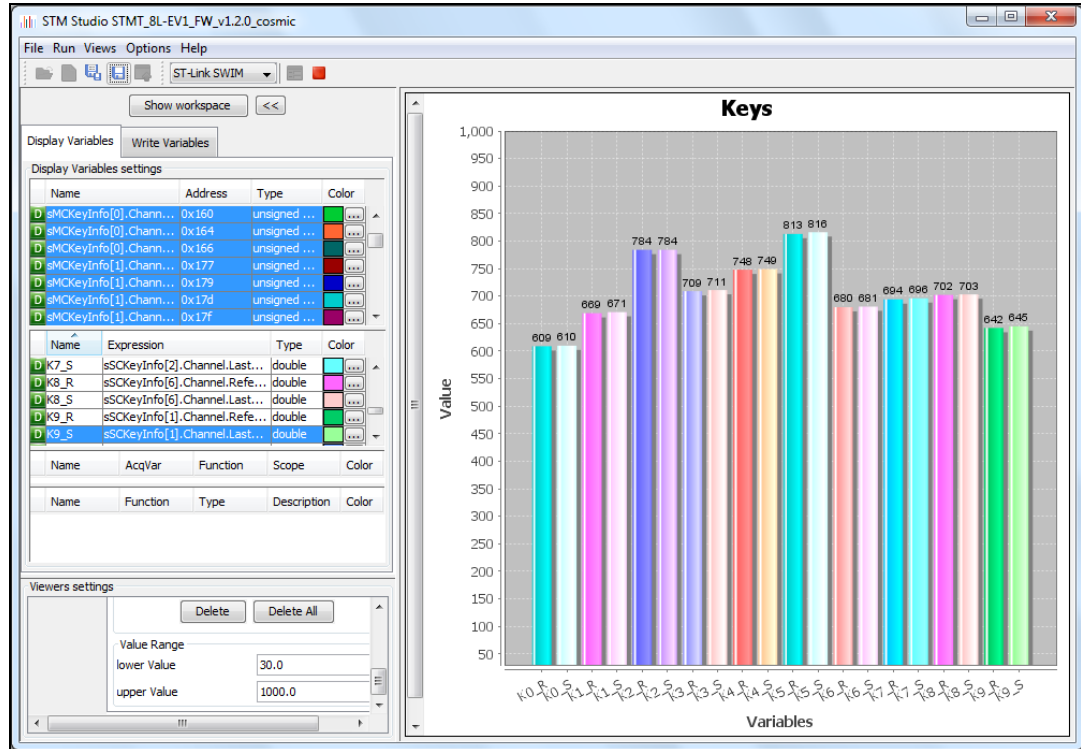 STM Studio STMT_8L-EV1_FW_v1.2.0_cosmic
File Run Views Options Help
ST-Link SWIM
Show workspace <<
Display Variables Write Variables
Display Variables settings
Name Address Type Color
D sMCKeyInfo[0].Chann... 0x160 unsigned ... ...
D sMCKeyInfo[0].Chann... 0x164 unsigned ... ...
D sMCKeyInfo[0].Chann... 0x166 unsigned ... ...
D sMCKeyInfo[1].Chann... 0x177 unsigned ... ...
D sMCKeyInfo[1].Chann... 0x179 unsigned ... ...
D sMCKeyInfo[1].Chann... 0x17d unsigned ... ...
D sMCKeyInfo[1].Chann... 0x17f unsigned ... ...
Name Expression Type Color
D K7_S sSCKeyInfo[2].Channel.Last... double ...
D K8_R sSCKeyInfo[6].Channel.Refe... double ...
D K8_S sSCKeyInfo[6].Channel.Last... double ...
D K9_R sSCKeyInfo[1].Channel.Refe... double ...
D K9_S sSCKeyInfo[1].Channel.Last... double ...
Name AcqVar Function Scope Color
Name Function Type Description Color
Viewers settings
Delete Delete All
Value Range
lower Value 30.0
upper Value 1000.0
Keys
1,000
950
900
850
800
750
700
650
600
550
500
450
400
350
300
250
200
150
100
50
Value
609 610 669 671 784 784 709 711 748 749 813 816 680 681 694 696 702 703 642 645
K0_R K0_S K1_R K1_S K2_R K2_S K3_R K3_S K4_R K4_S K5_R K5_S K6_R K6_S K7_R K7_S K8_R K8_S K9_R K9_S
Variables